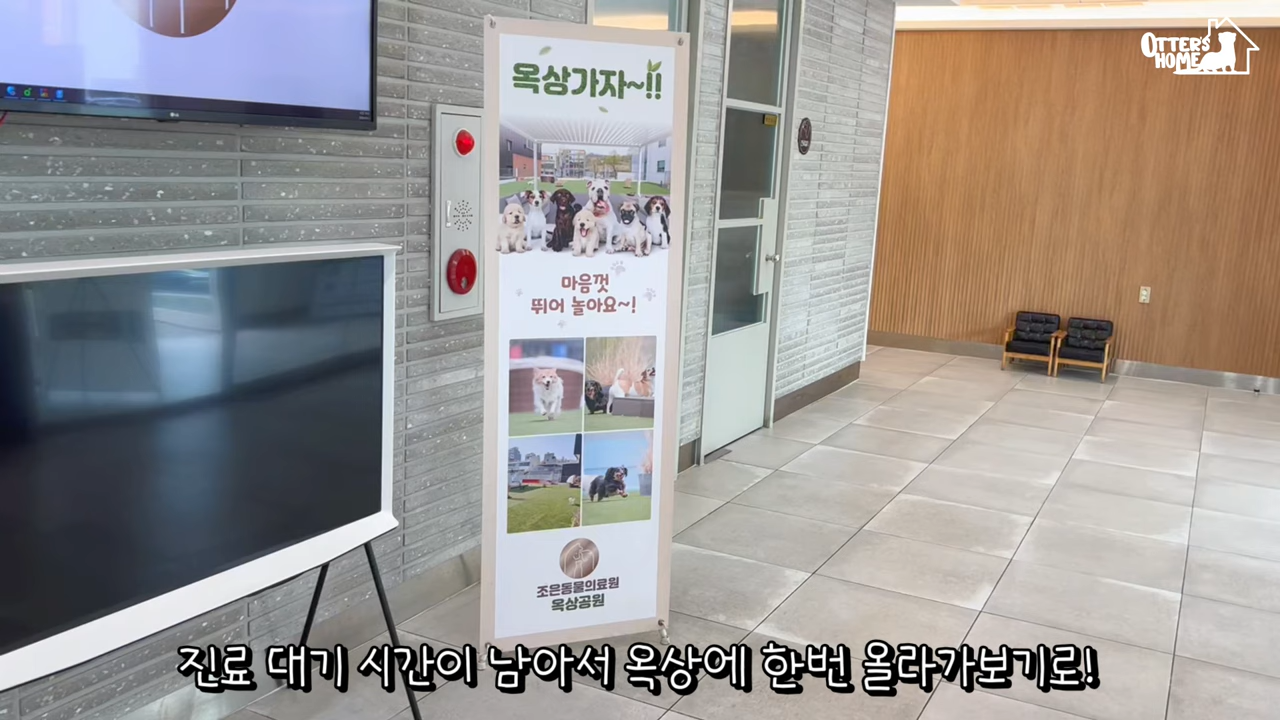 OTTER'S
HOME
옥상가자~!!
마음껏
뛰어 놀아요~!
조은동물의료원
옥상공원
LG
진료 대기 시간이 남아서 옥상에 한번 올라가보기로!